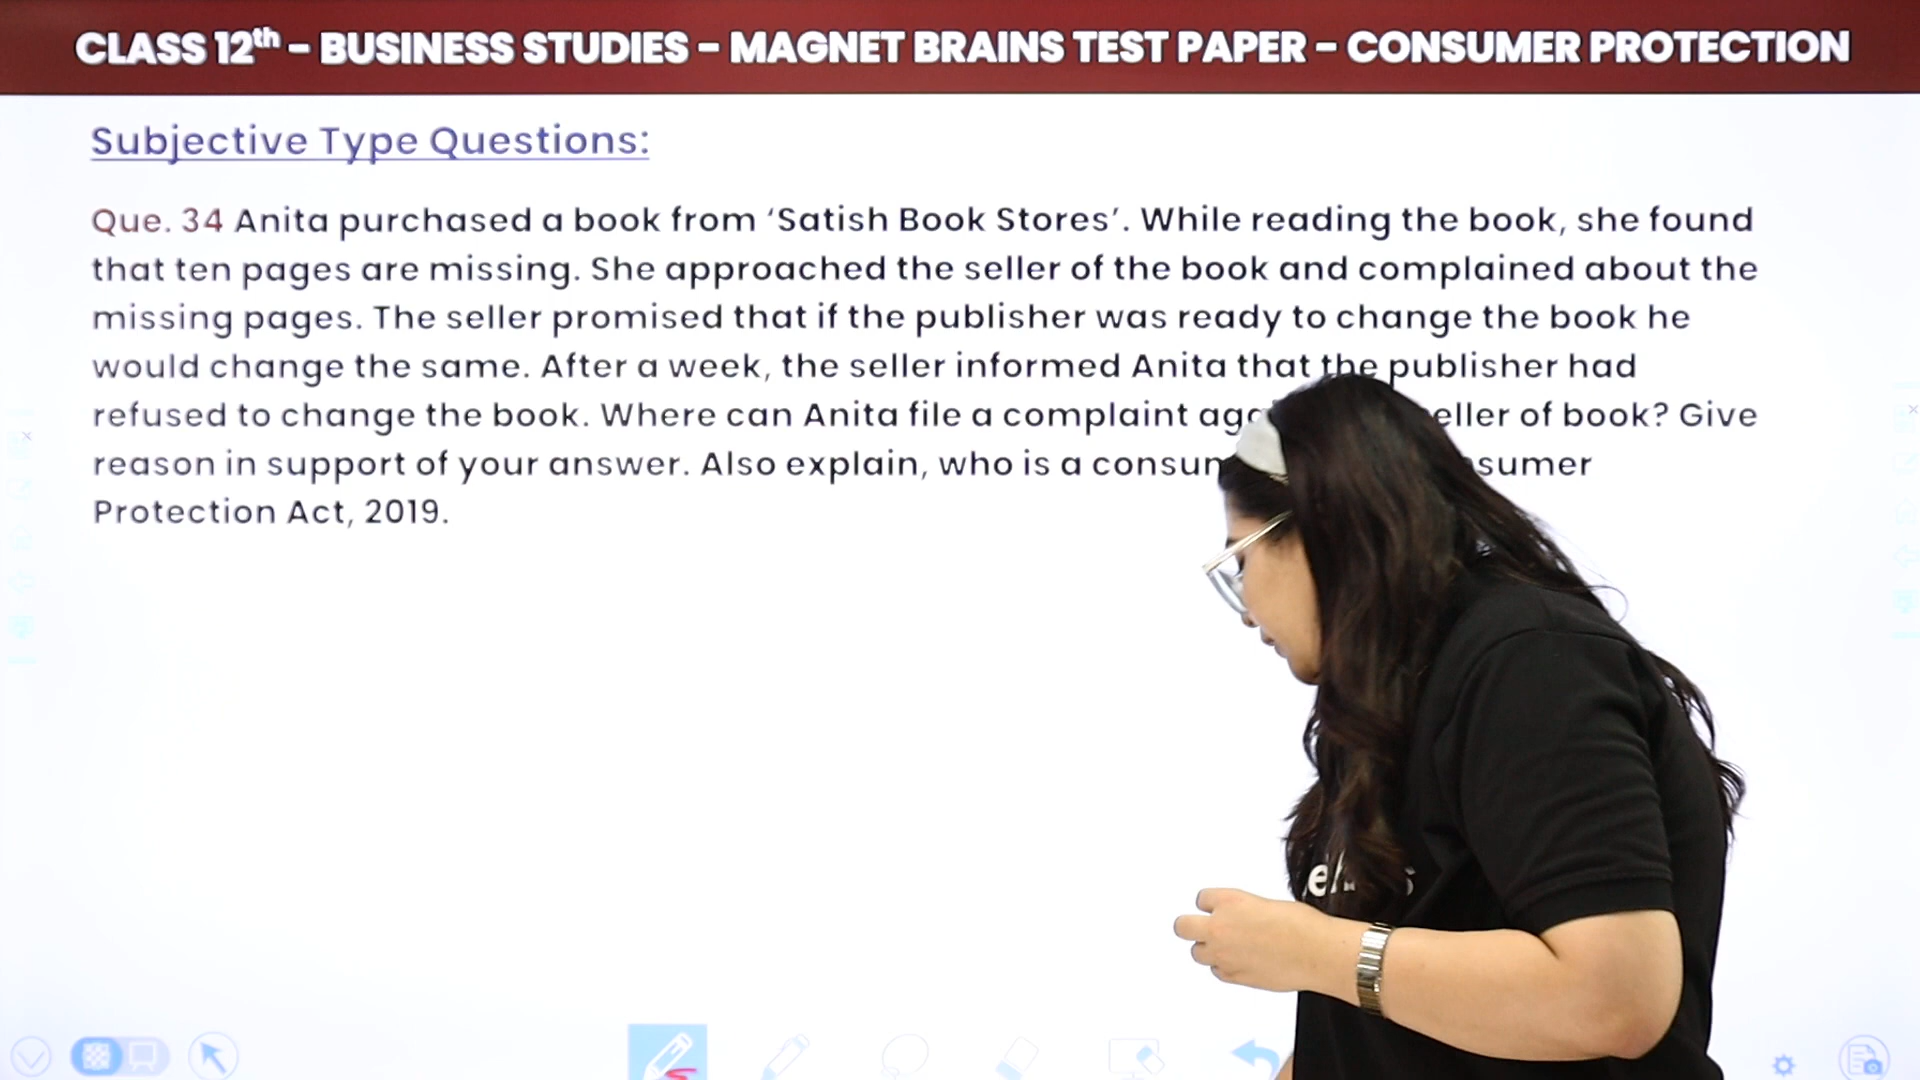 CLASS 12th – BUSINESS STUDIES – MAGNET BRAINS TEST PAPER – CONSUMER PROTECTION
Subjective Type Questions:
Que. 34 Anita purchased a book from ‘Satish Book Stores’. While reading the book, she found
that ten pages are missing. She approached the seller of the book and complained about the
missing pages. The seller promised that if the publisher was ready to change the book he
would change the same. After a week, the seller informed Anita that the publisher had
refused to change the book. Where can Anita file a complaint of book? Give
reason in support of your answer. Also explain, who is a
Protection Act, 2019.